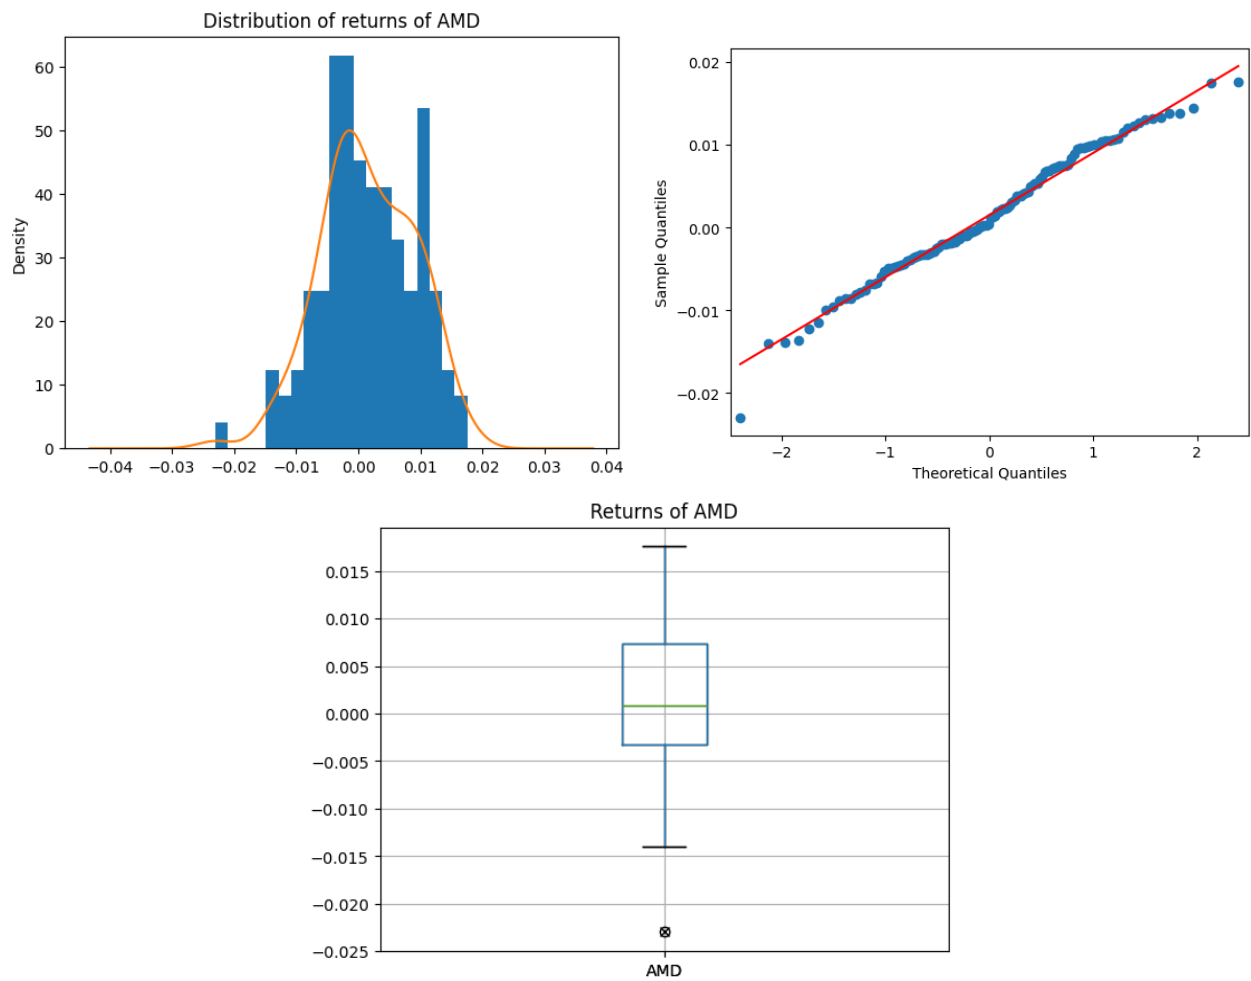 Distribution of returns of AMD
Density
60
50
40
30
20
10
0
−0.04 −0.03 −0.02 −0.01 0.00 0.01 0.02 0.03 0.04
Sample Quantiles
0.02
0.01
0.00
−0.01
−0.02
−2 −1 0 1 2
Theoretical Quantiles
Returns of AMD
0.015
0.010
0.005
0.000
−0.005
−0.010
−0.015
−0.020
−0.025
AMD